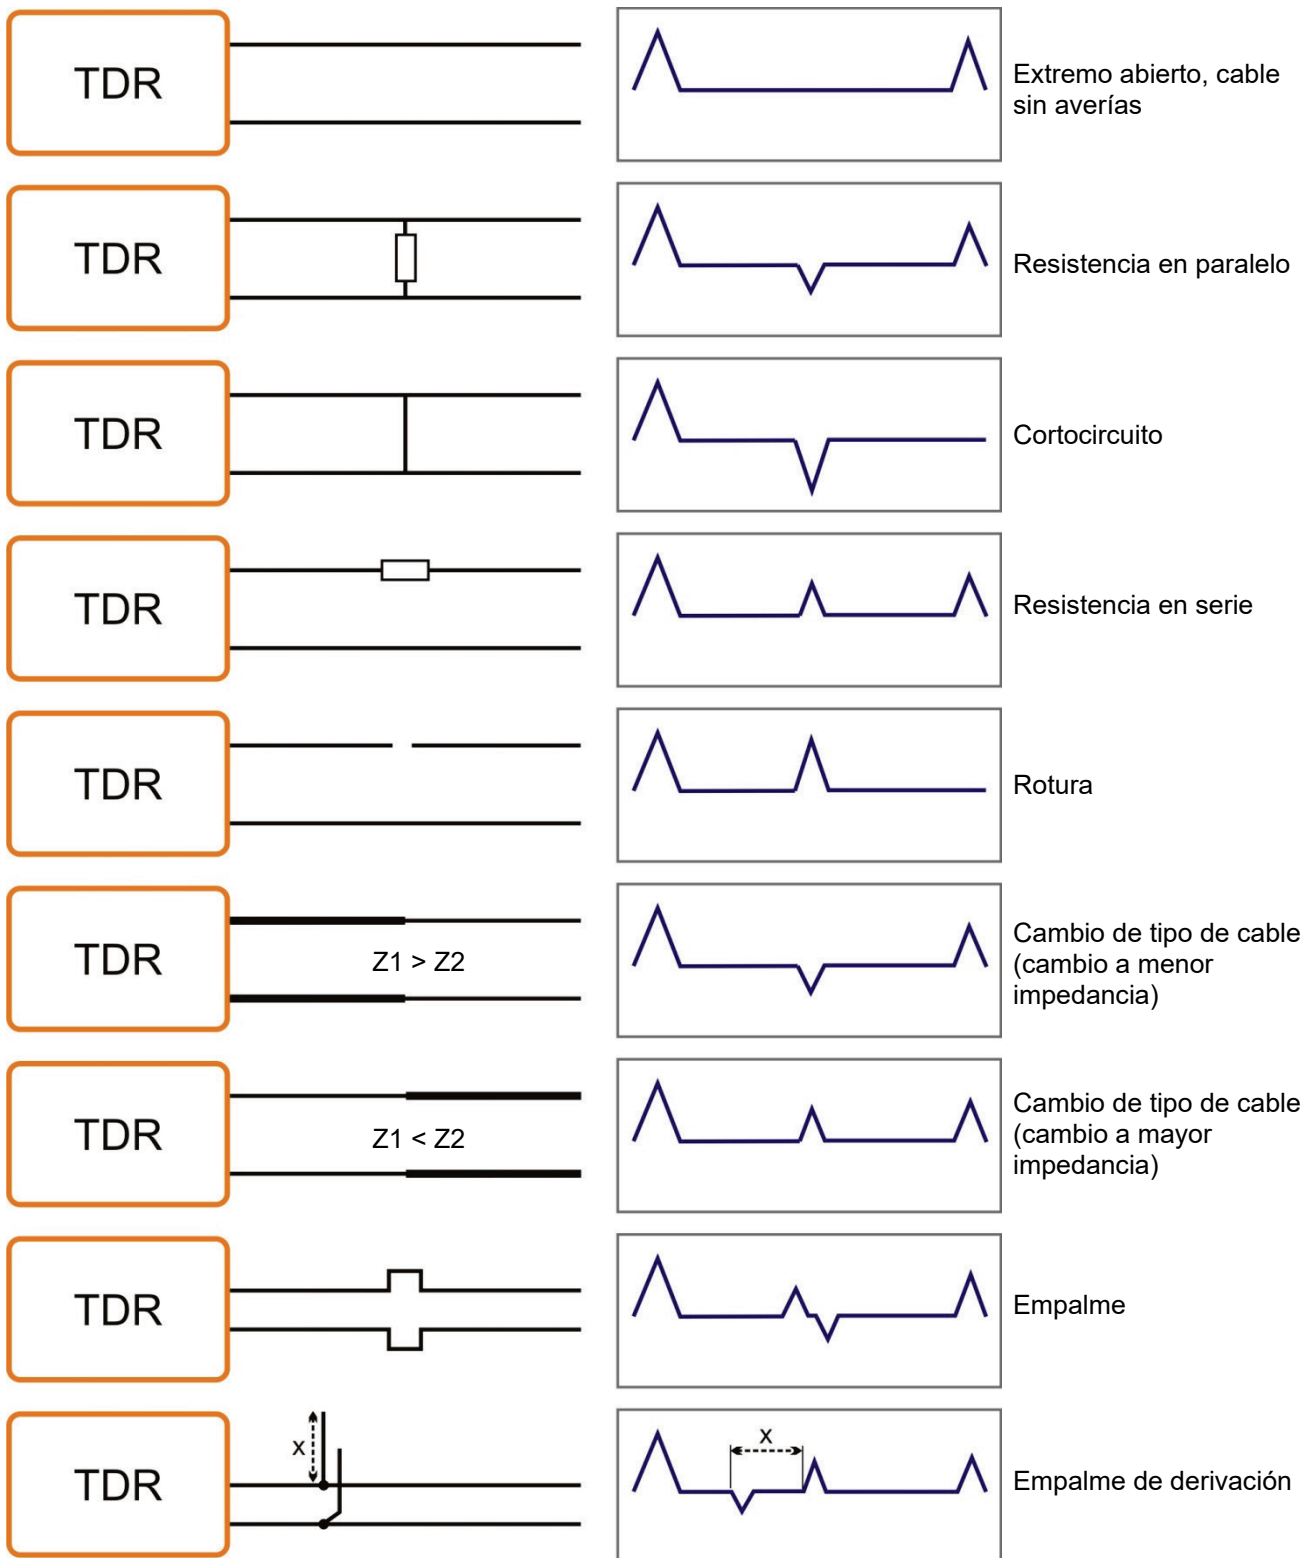 TDR
Extremo abierto, cable
sin averías
TDR
Resistencia en paralelo
TDR
Cortocircuito
TDR
Resistencia en serie
TDR
Rotura
TDR
Z1 > Z2
Cambio de tipo de cable
(cambio a menor
impedancia)
TDR
Z1 < Z2
Cambio de tipo de cable
(cambio a mayor
impedancia)
TDR
Empalme
TDR
x
x
Empalme de derivación